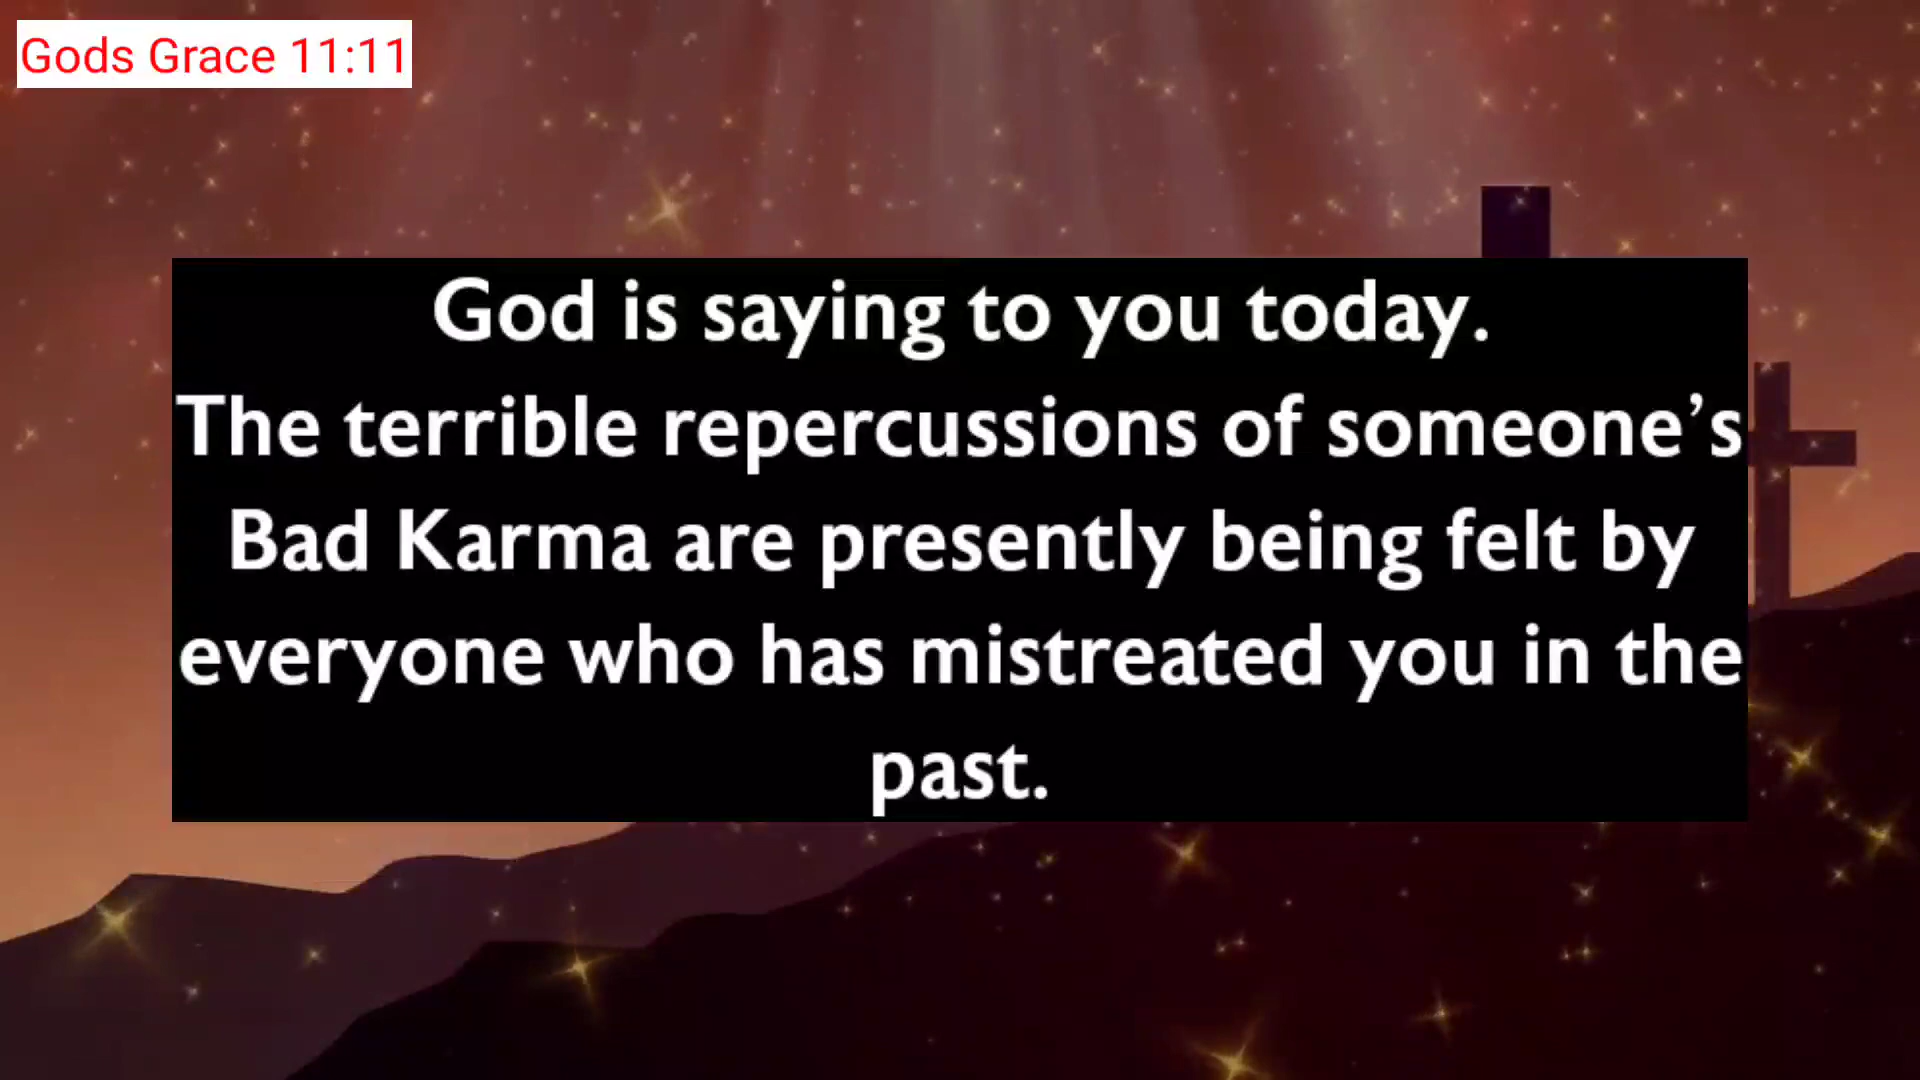 Gods Grace 11:11
God is saying to you today.
The terrible repercussions of someone’s
Bad Karma are presently being felt by
everyone who has mistreated you in the
past.